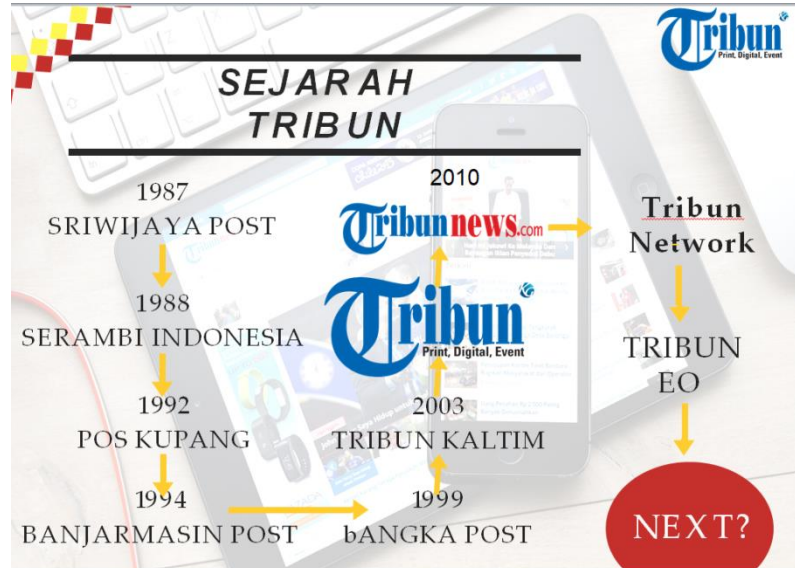 Tribun
Print, Digital, Event
SEJARAH
TRIBUN
1987
SRIWIJAYA POST
1988
SERAMBI INDONESIA
1992
POS KUPANG
1994
BANJARMASIN POST
1999
bANGKA POST
2003
TRIBUN KALTIM
Tribun
Print, Digital, Event
2010
Tribunnews.com
Tribun
Network
TRIBUN
EO
NEXT?